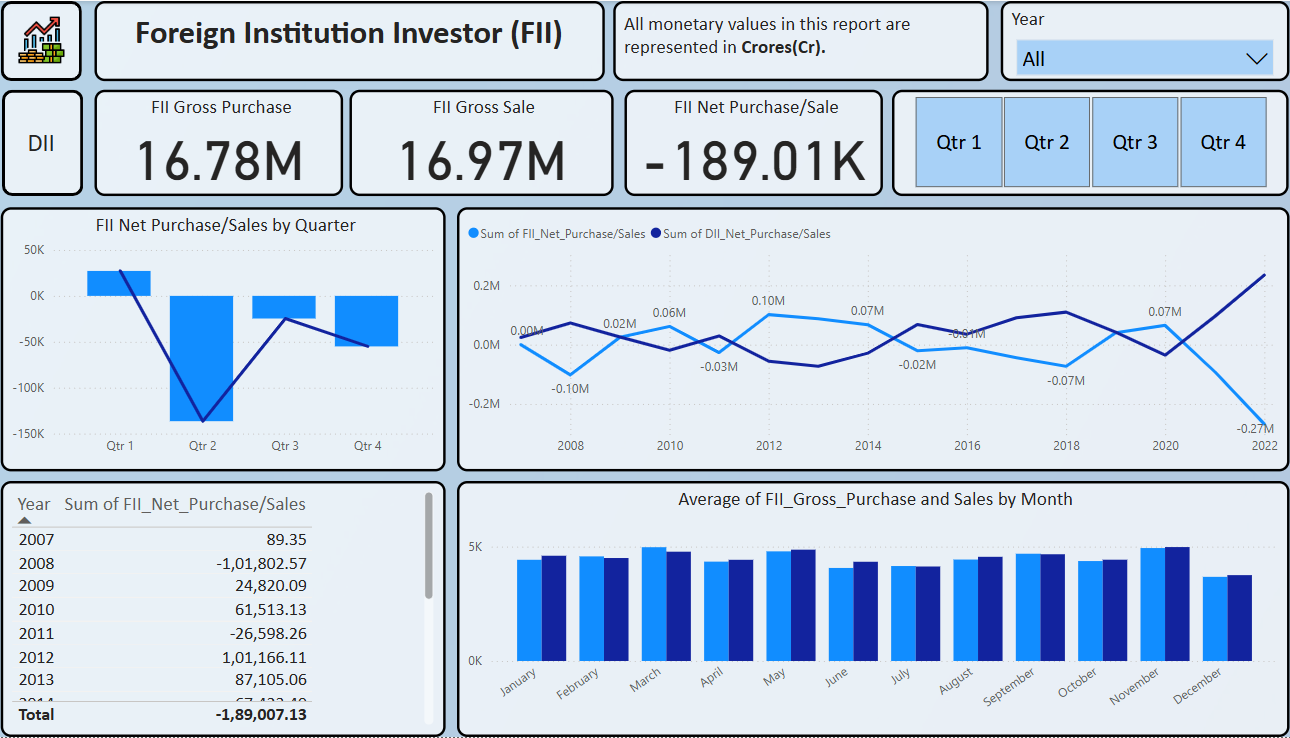 Foreign Institution Investor (FII)
All monetary values in this report are
represented in Crores(Cr).
Year
All
DII
FII Gross Purchase
16.78M
FII Gross Sale
16.97M
FII Net Purchase/Sale
-189.01K
Qtr 1
Qtr 2
Qtr 3
Qtr 4
FII Net Purchase/Sales by Quarter
50K
0K
-50K
-100K
-150K
Qtr 1
Qtr 2
Qtr 3
Qtr 4
Sum of FII_Net_Purchase/Sales
Sum of DII_Net_Purchase/Sales
0.2M
0.0M
-0.2M
0.00M
-0.10M
0.02M
0.06M
-0.03M
0.10M
0.07M
-0.02M
-0.01M
-0.07M
0.07M
-0.27M
2008
2010
2012
2014
2016
2018
2020
2022
Year Sum of FII_Net_Purchase/Sales
2007 89.35
2008 -1,01,802.57
2009 24,820.09
2010 61,513.13
2011 -26,598.26
2012 1,01,166.11
2013 87,105.06
Total -1,89,007.13
Average of FII_Gross_Purchase and Sales by Month
5K
0K
January
February
March
April
May
June
July
August
September
October
November
December